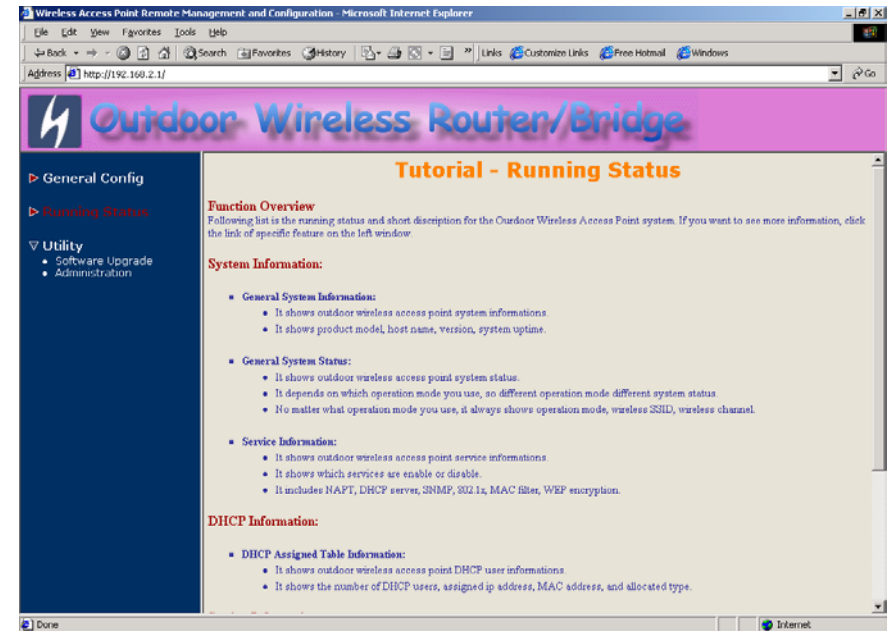 Wireless Access Point Remote Management and Configuration - Microsoft Internet Explorer
File Edit View Favorites Tools Help
Back Search Favorites History Links Customize Links Free Hotmail Windows
Address http://192.168.2.1/ Go
Outdoor Wireless Router/Bridge
General Config
Running Status
Utility
Software Upgrade
Administration
Tutorial - Running Status
Function Overview
Following list is the running status and short discription for the Ourdoor Wireless Access Point system. If you want to see more information, click
the link of specific feature on the left window.
System Information:
General System Information:
It shows outdoor wireless access point system informations.
It shows product model, host name, version, system uptime.
General System Status:
It shows outdoor wireless access point system status.
It depends on which operation mode you use, so different operation mode different system status.
No matter what operation mode you use, it always shows operation mode, wireless SSID, wireless channel.
Service Information:
It shows outdoor wireless access point service informations.
It shows which services are enable or disable.
It includes NAPT, DHCP server, SNMP, 802.1x, MAC filter, WEP encryption.
DHCP Information:
DHCP Assigned Table Information:
It shows outdoor wireless access point DHCP user informations.
It shows the number of DHCP users, assigned ip address, MAC address, and allocated type.
Done Internet